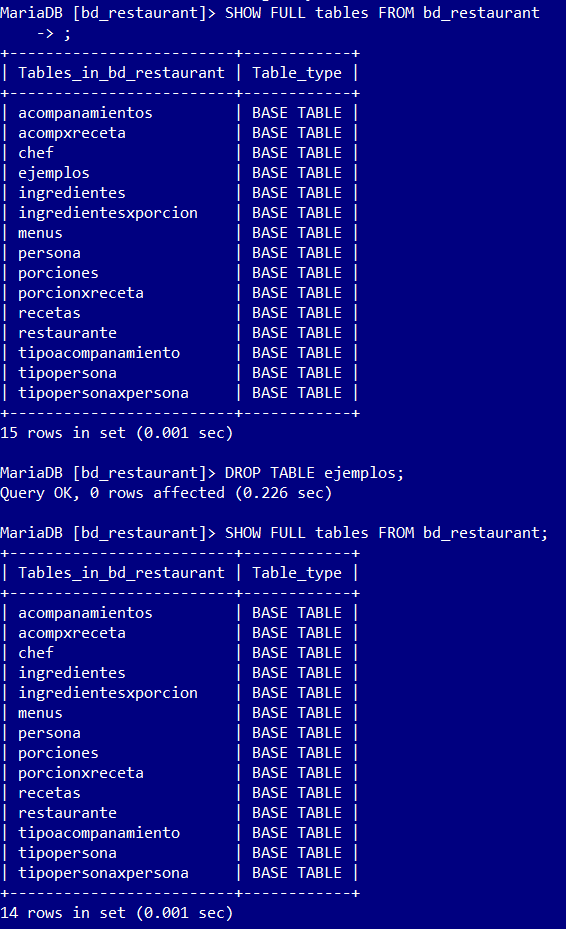 MariaDB [bd_restaurant]> SHOW FULL tables FROM bd_restaurant
    -> ;
+-------------------------+------------+
| Tables_in_bd_restaurant | Table_type |
+-------------------------+------------+
| acompanamientos         | BASE TABLE |
| acompxreceta            | BASE TABLE |
| chef                    | BASE TABLE |
| ejemplos                | BASE TABLE |
| ingredientes            | BASE TABLE |
| ingredientesxporcion    | BASE TABLE |
| menus                   | BASE TABLE |
| persona                 | BASE TABLE |
| porciones               | BASE TABLE |
| porcionxreceta          | BASE TABLE |
| recetas                 | BASE TABLE |
| restaurante             | BASE TABLE |
| tipoacompanamiento      | BASE TABLE |
| tipopersona             | BASE TABLE |
| tipopersonaxpersona     | BASE TABLE |
+-------------------------+------------+
15 rows in set (0.001 sec)

MariaDB [bd_restaurant]> DROP TABLE ejemplos;
Query OK, 0 rows affected (0.226 sec)

MariaDB [bd_restaurant]> SHOW FULL tables FROM bd_restaurant;
+-------------------------+------------+
| Tables_in_bd_restaurant | Table_type |
+-------------------------+------------+
| acompanamientos         | BASE TABLE |
| acompxreceta            | BASE TABLE |
| chef                    | BASE TABLE |
| ingredientes            | BASE TABLE |
| ingredientesxporcion    | BASE TABLE |
| menus                   | BASE TABLE |
| persona                 | BASE TABLE |
| porciones               | BASE TABLE |
| porcionxreceta          | BASE TABLE |
| recetas                 | BASE TABLE |
| restaurante             | BASE TABLE |
| tipoacompanamiento      | BASE TABLE |
| tipopersona             | BASE TABLE |
| tipopersonaxpersona     | BASE TABLE |
+-------------------------+------------+
14 rows in set (0.001 sec)